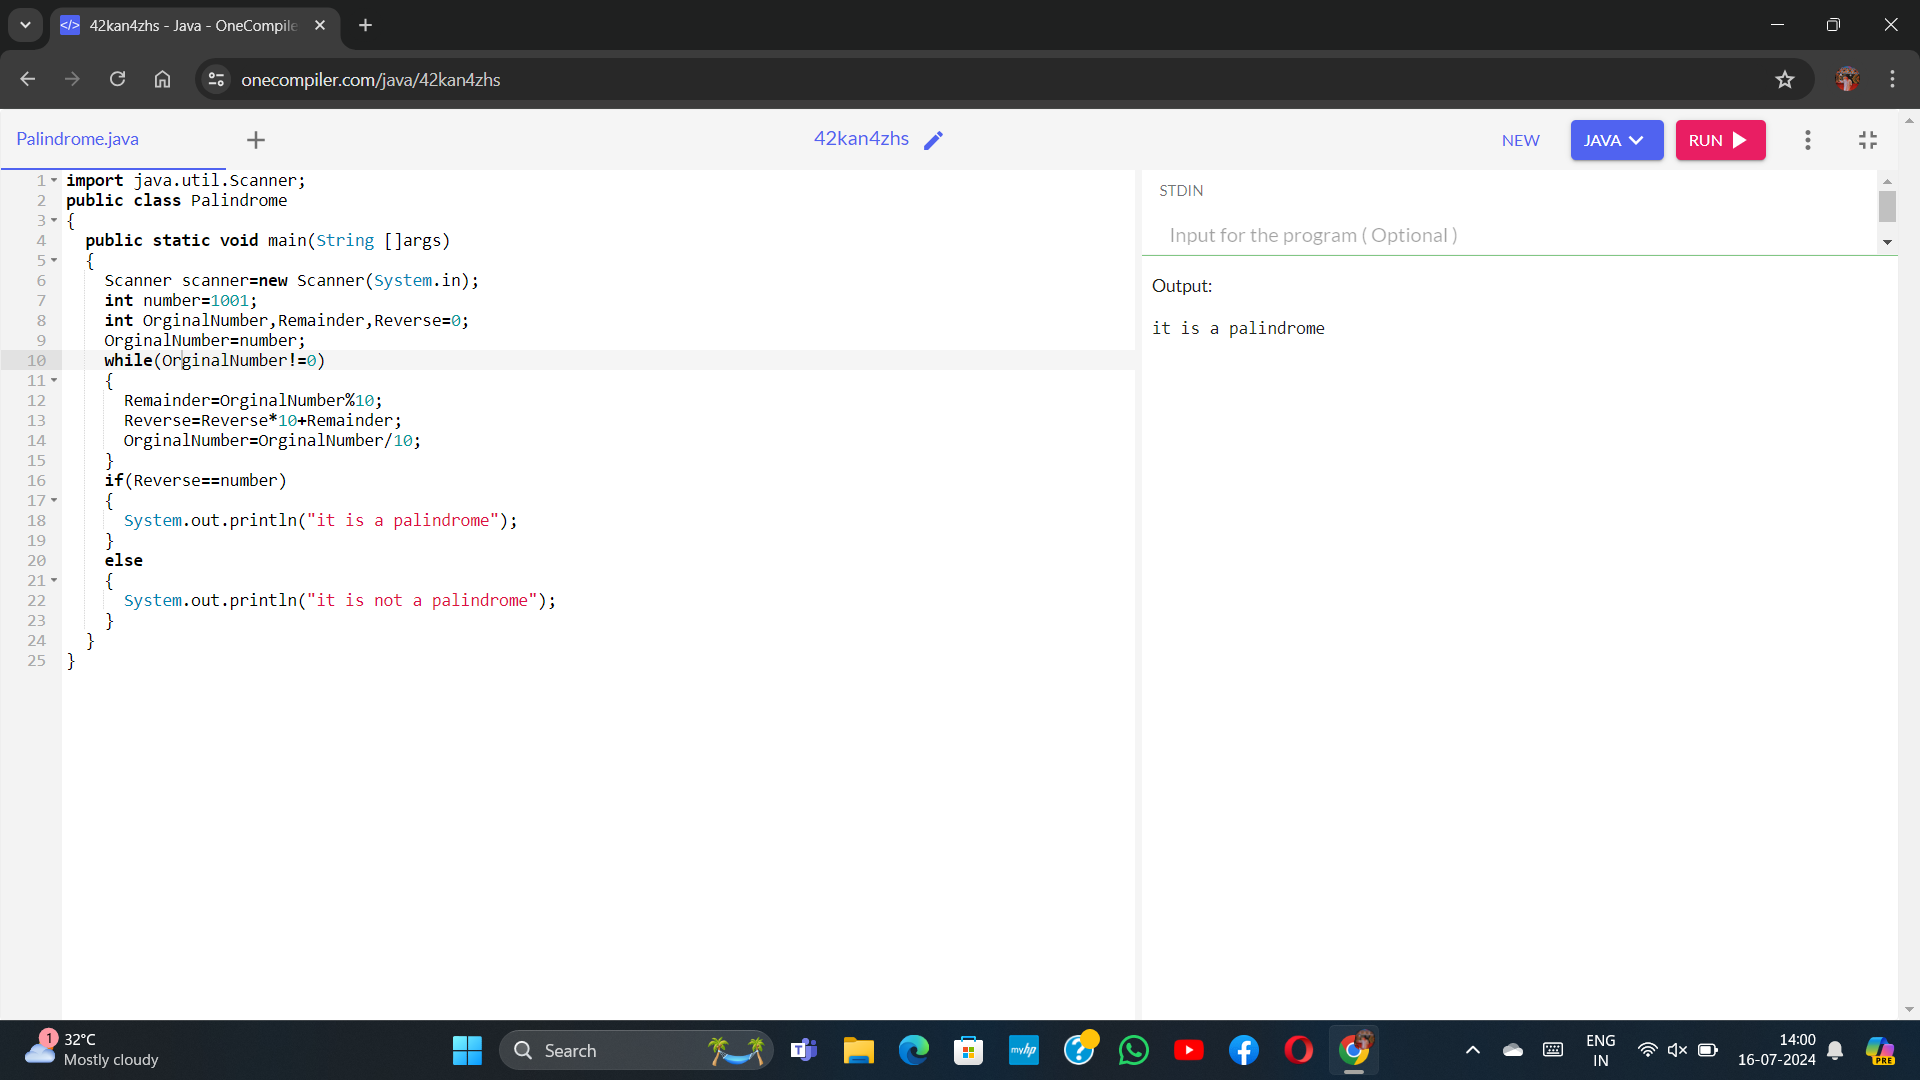 42kan4zhs - Java - OneCompile
onecompiler.com/java/42kan4zhs
Palindrome.java
42kan4zhs
NEW
JAVA
RUN
1 import java.util.Scanner;
2 public class Palindrome
3 {
4 public static void main(String []args)
5 {
6 Scanner scanner=new Scanner(System.in);
7 int number=1001;
8 int OrginalNumber,Remainder,Reverse=0;
9 OrginalNumber=number;
10 while(OrginalNumber!=0)
11 {
12 Remainder=OrginalNumber%10;
13 Reverse=Reverse*10+Remainder;
14 OrginalNumber=OrginalNumber/10;
15 }
16 if(Reverse==number)
17 {
18 System.out.println("it is a palindrome");
19 }
20 else
21 {
22 System.out.println("it is not a palindrome");
23 }
24 }
25 }
STDIN
Input for the program ( Optional )
Output:
it is a palindrome
1
32°C
Mostly cloudy
Search
myhp
ENG
IN
14:00
16-07-2024
PRE